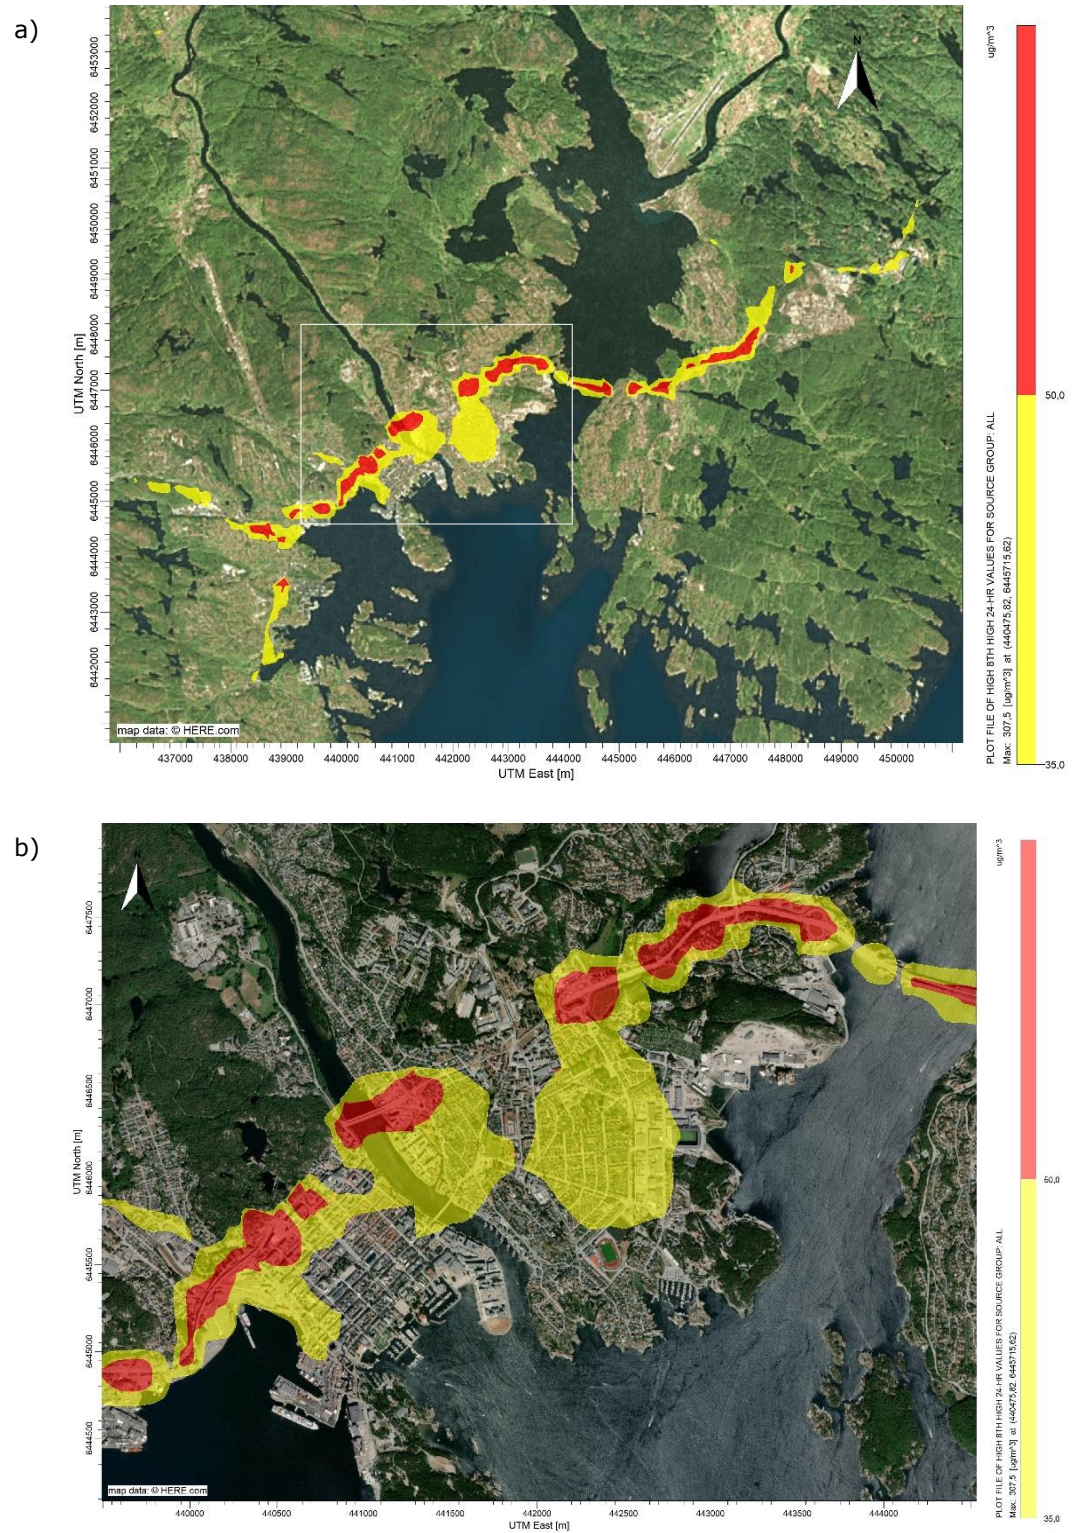 a)
6453000
6452000
6451000
6450000
6449000
6448000
6447000
6446000
6445000
6444000
6443000
6442000
UTM North [m]
N
map data: © HERE.com
437000 438000 439000 440000 441000 442000 443000 444000 445000 446000 447000 448000 449000 450000
UTM East [m]
ug/m^3
50,0
35,0
PLOT FILE OF HIGH 8TH HIGH 24-HR VALUES FOR SOURCE GROUP: ALL
Max: 307,5 [ug/m^3] at (440475,82, 6445715,62)
b)
6447500
6447000
6446500
6446000
6445500
6445000
6444500
UTM North [m]
map data: © HERE.com
440000 440500 441000 441500 442000 442500 443000 443500 444000
UTM East [m]
ug/m^3
50,0
35,0
PLOT FILE OF HIGH 8TH HIGH 24-HR VALUES FOR SOURCE GROUP: ALL
Max: 307,5 [ug/m^3] at (440475,82, 6445715,62)